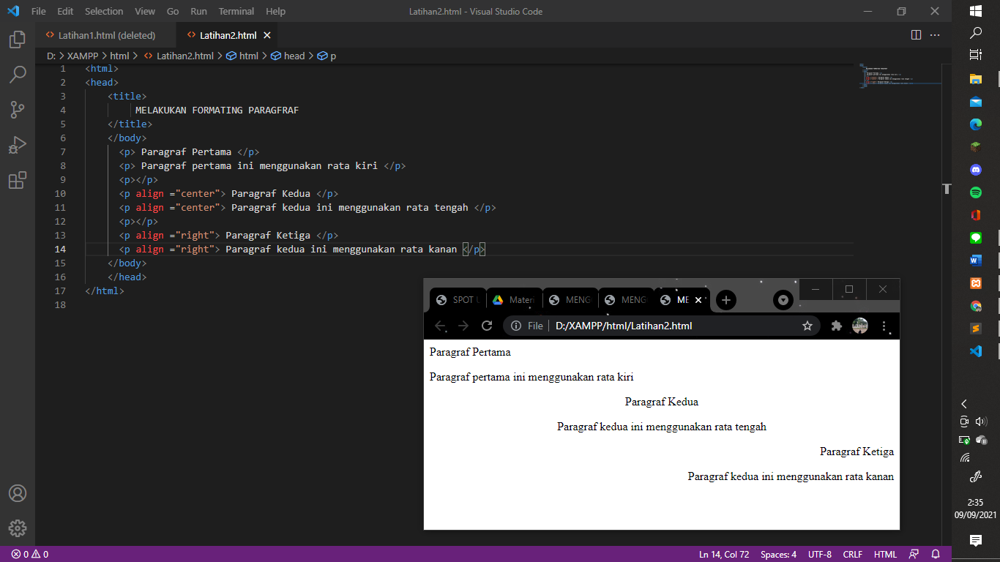 File Edit Selection View Go Run Terminal Help
Latihan2.html - Visual Studio Code
Latihan1.html (deleted)
Latihan2.html
D: > XAMPP > html > Latihan2.html > html > head > p
1 <html>
2 <head>
3 <title>
4 MELAKUKAN FORMATING PARAGFRAF
5 </title>
6 </body>
7 <p> Paragraf Pertama </p>
8 <p> Paragraf pertama ini menggunakan rata kiri </p>
9 <p></p>
10 <p align ="center"> Paragraf Kedua </p>
11 <p align ="center"> Paragraf kedua ini menggunakan rata tengah </p>
12 <p></p>
13 <p align ="right"> Paragraf Ketiga </p>
14 <p align ="right"> Paragraf kedua ini menggunakan rata kanan </p>
15 </body>
16 </head>
17 </html>
18
SPOT
Materi
MENG
MENG
ME
File
D:/XAMPP/html/Latihan2.html
Paragraf Pertama
Paragraf pertama ini menggunakan rata kiri
Paragraf Kedua
Paragraf kedua ini menggunakan rata tengah
Paragraf Ketiga
Paragraf kedua ini menggunakan rata kanan
0 0
Ln 14, Col 72 Spaces: 4 UTF-8 CRLF HTML
2:35
09/09/2021